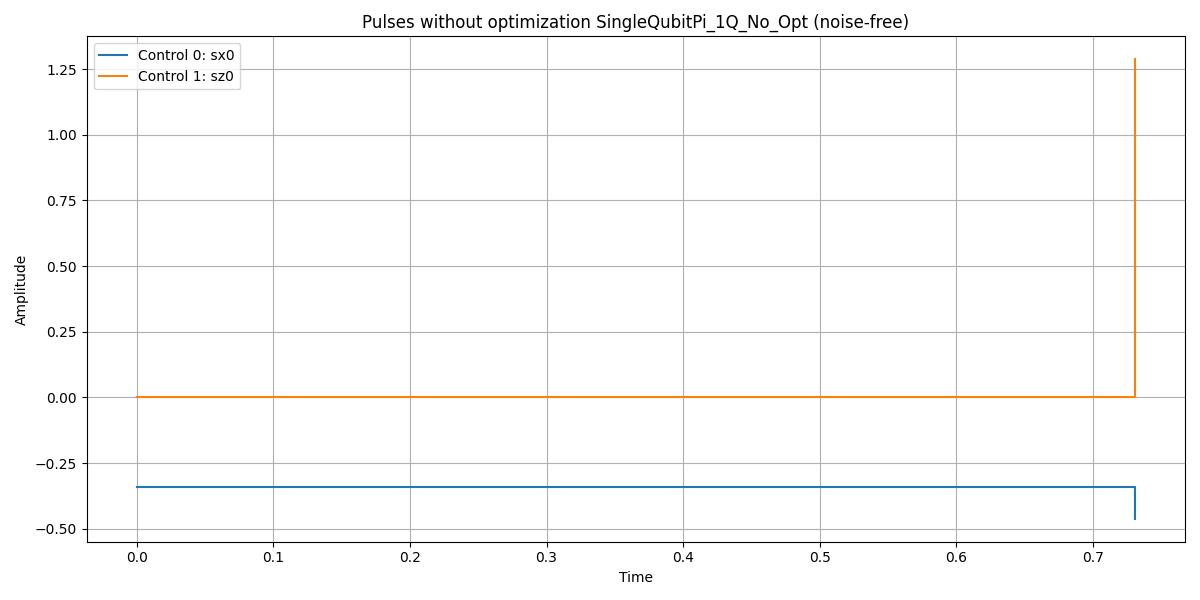 Pulses without optimization SingleQubitPi_1Q_No_Opt (noise-free)
Control 0: sx0
Control 1: sz0
1.25
1.00
0.75
0.50
0.25
0.00
−0.25
−0.50
Amplitude
0.0 0.1 0.2 0.3 0.4 0.5 0.6 0.7
Time